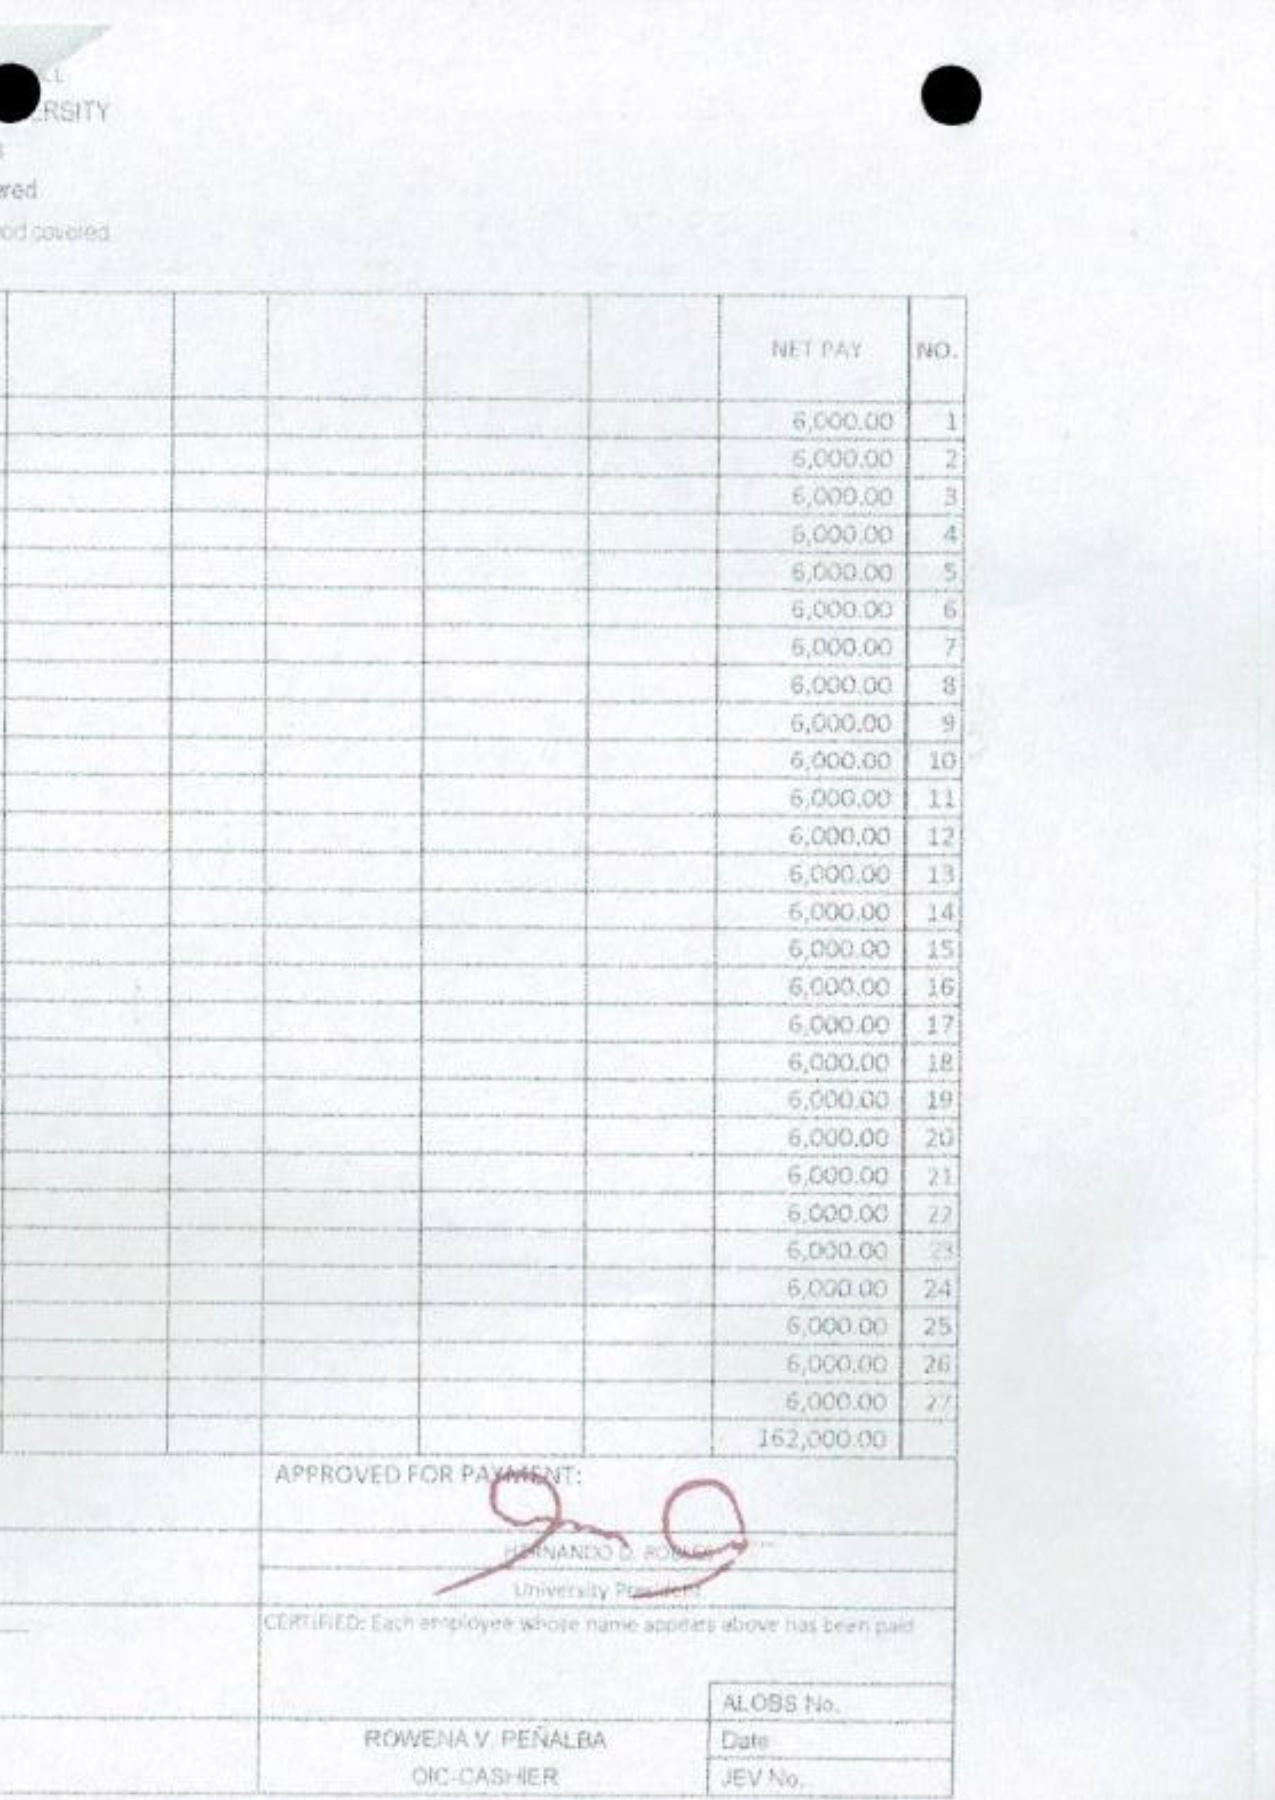 LL
ERSITY
s
ered
od covered
NET PAY NO.
6,000.00 1
6,000.00 2
6,000.00 3
6,000.00 4
6,000.00 5
6,000.00 6
6,000.00 7
6,000.00 8
6,000.00 9
6,000.00 10
6,000.00 11
6,000.00 12
6,000.00 13
6,000.00 14
6,000.00 15
6,000.00 16
6,000.00 17
6,000.00 18
6,000.00 19
6,000.00 20
6,000.00 21
6,000.00 22
6,000.00 23
6,000.00 24
6,000.00 25
6,000.00 26
6,000.00 27
162,000.00
APPROVED FOR PAYMENT:
HERNANDO D. ROBLES
University President
CERTIFIED: Each employee whose name appears above has been paid
ALOBS No.
ROWENA V. PEÑALBA Date
OIC-CASHIER JEV No.